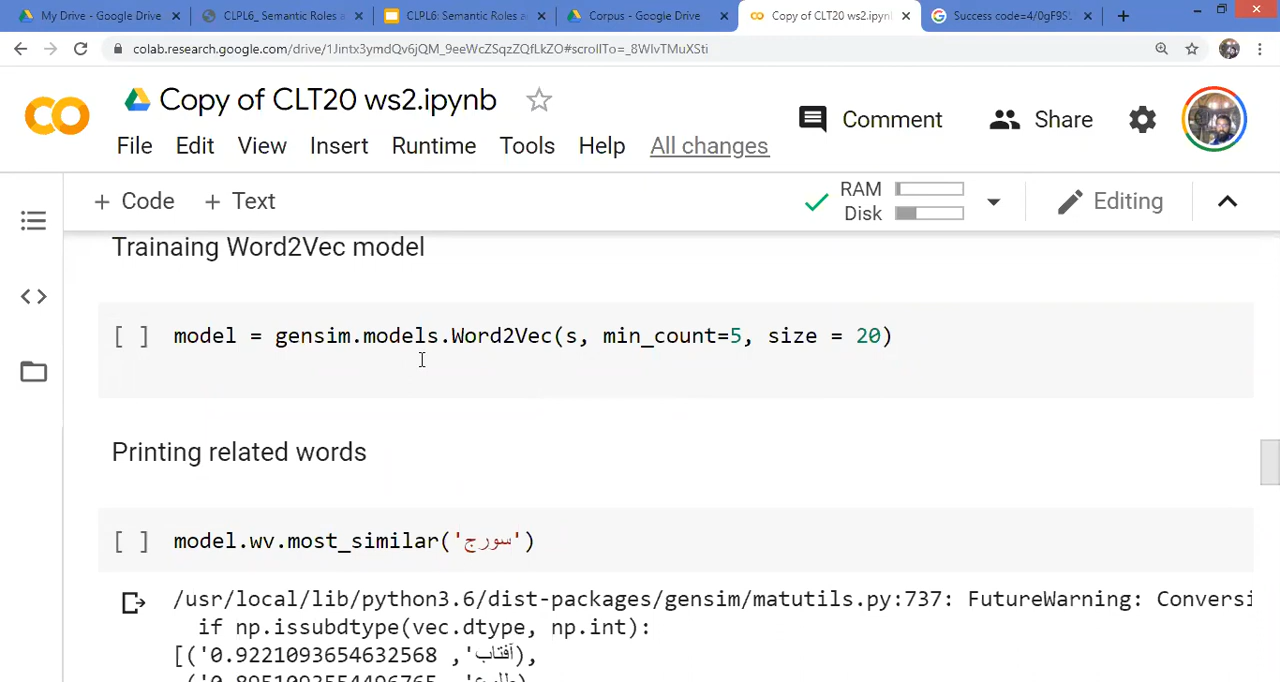 My Drive - Google Drive
CLPL6_ Semantic Roles a
CLPL6: Semantic Roles a
Corpus - Google Drive
Copy of CLT20 ws2.ipynb
Success code=4/0gF9S
colab.research.google.com/drive/1Jintx3ymdQv6jQM_9eeWcZSqzZQfLkZO#scrollTo=_8WlvTMuXSti
Copy of CLT20 ws2.ipynb
Comment
Share
File Edit View Insert Runtime Tools Help All changes
+ Code + Text
RAM
Disk
Editing
Trainaing Word2Vec model
[ ] model = gensim.models.Word2Vec(s, min_count=5, size = 20)
Printing related words
[ ] model.wv.most_similar('سورج')
/usr/local/lib/python3.6/dist-packages/gensim/matutils.py:737: FutureWarning: Conversi
if np.issubdtype(vec.dtype, np.int):
[('آفتاب', 0.9221093654632568),